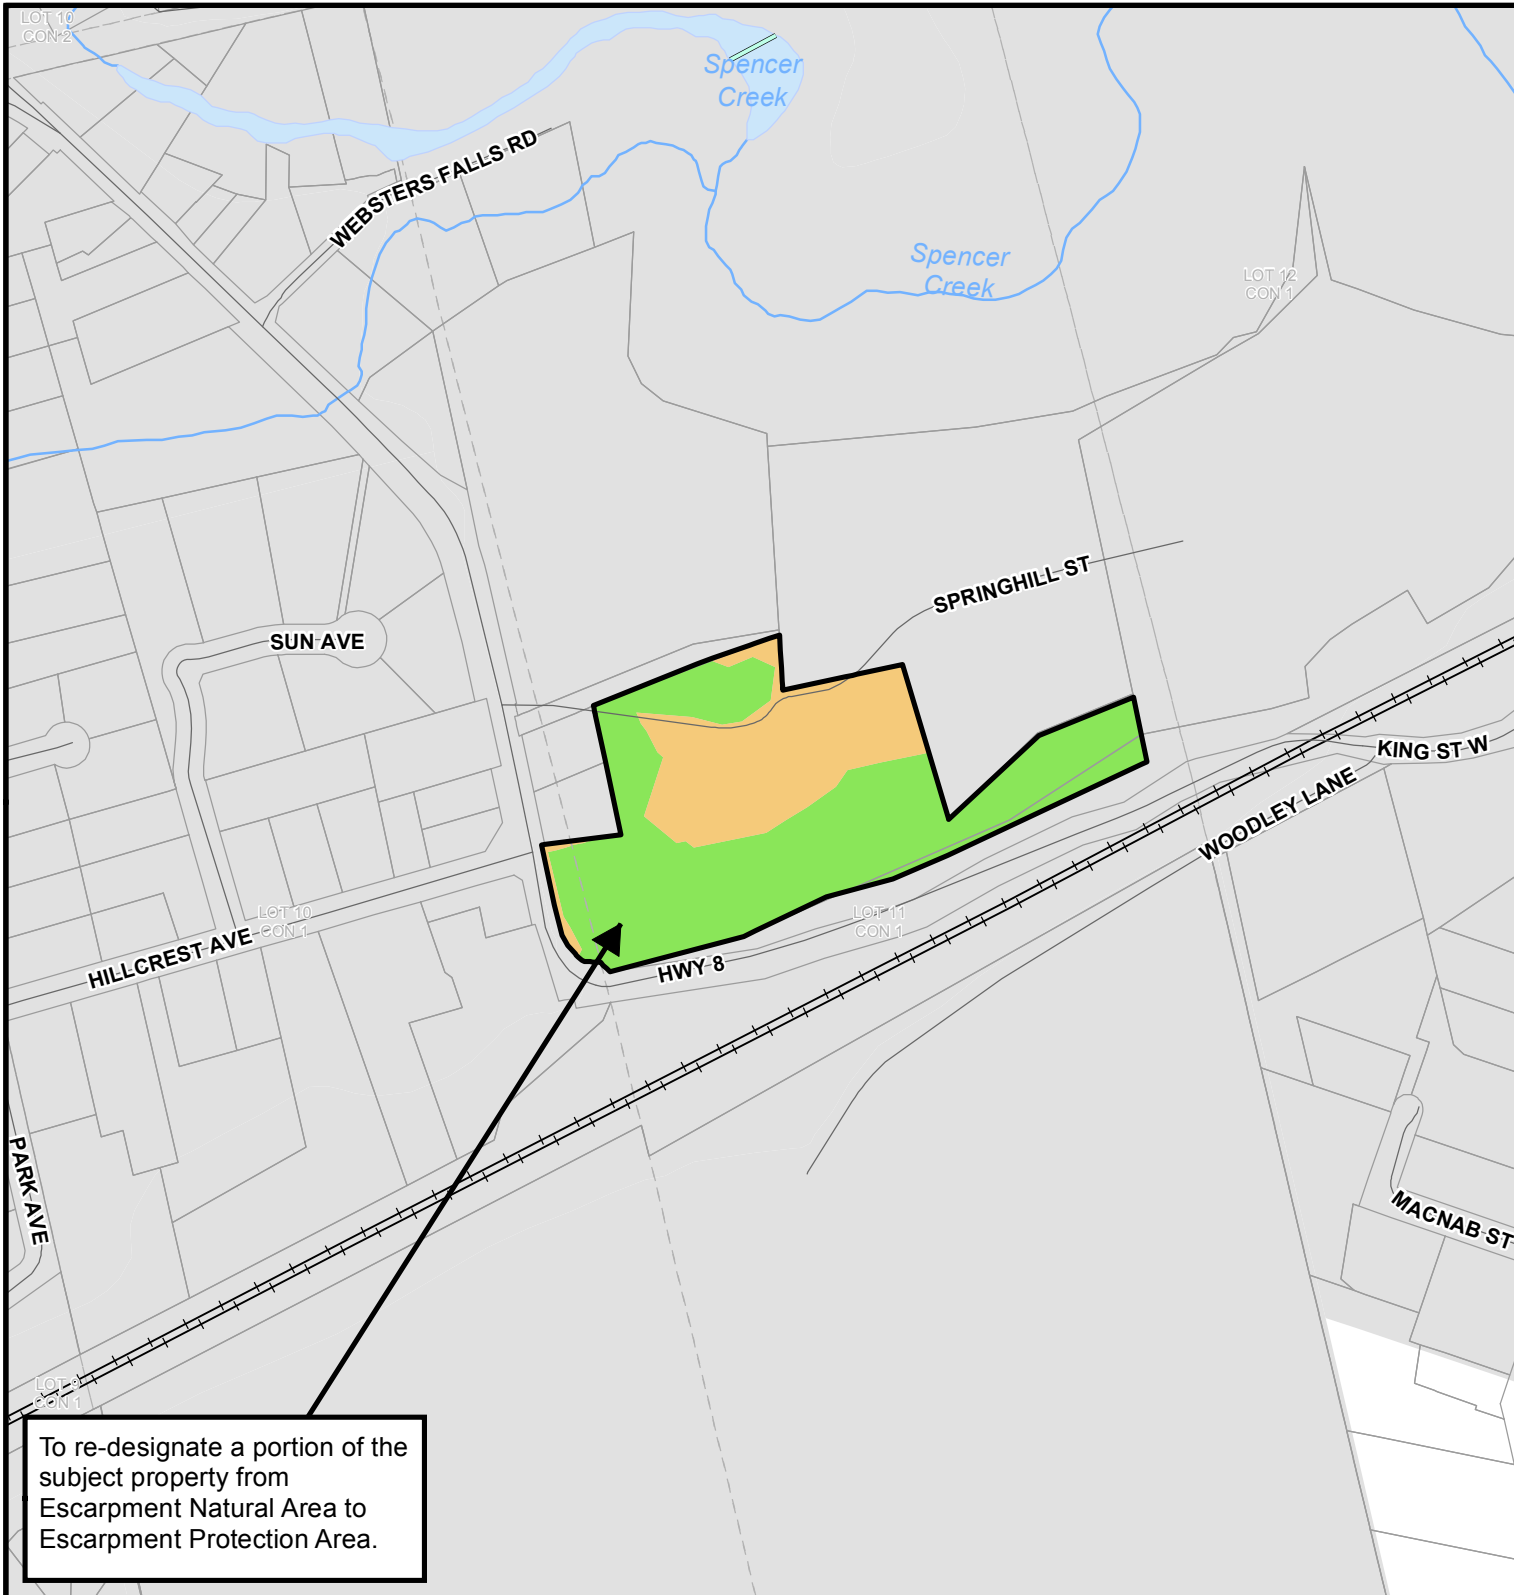 LOT 10
CON 2
Spencer
Creek
WEBSTERS FALLS RD
Spencer
Creek
LOT 12
CON 1
SPRINGHILL ST
SUN AVE
KING ST W
WOODLEY LANE
LOT 10
CON 1
LOT 11
CON 1
HILLCREST AVE
HWY 8
PARK AVE
MACNAB ST
LOT 9
CON 1
To re-designate a portion of the
subject property from
Escarpment Natural Area to
Escarpment Protection Area.